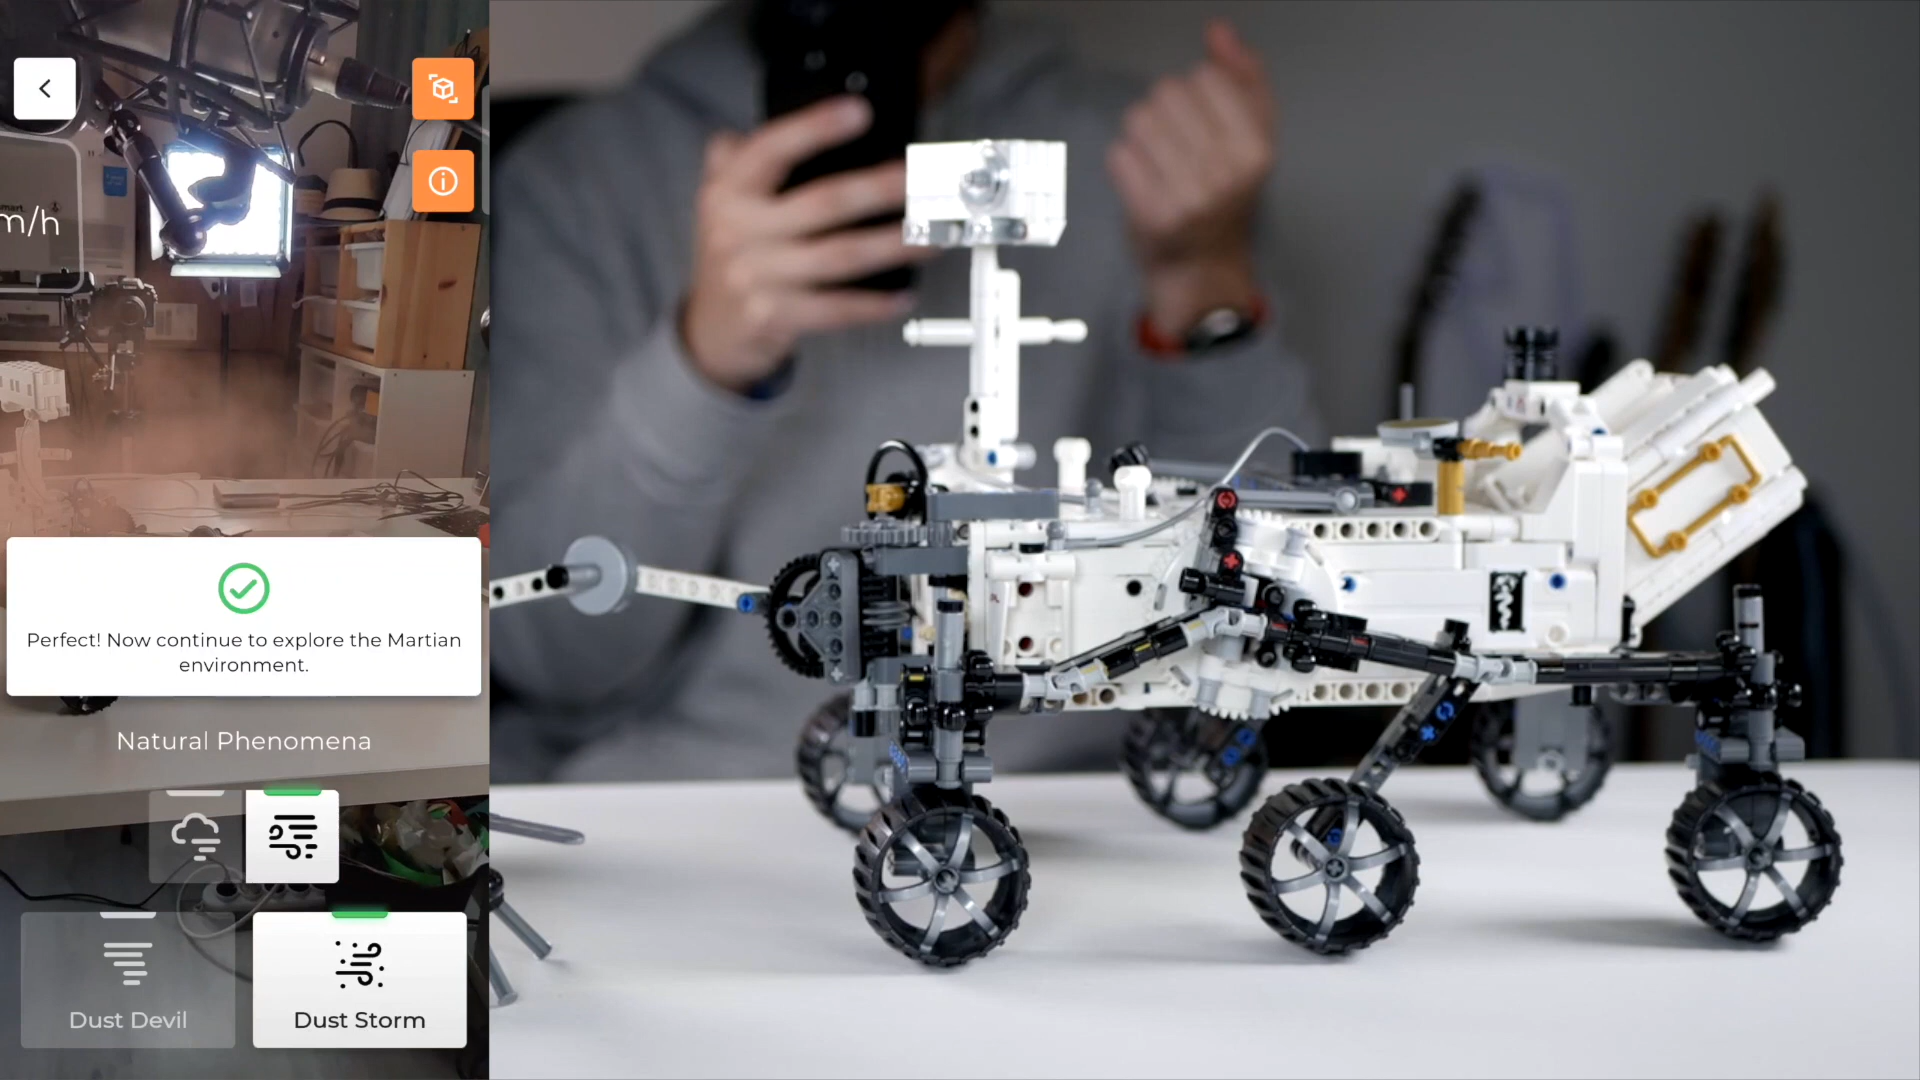 m/h
Perfect! Now continue to explore the Martian
environment.
Natural Phenomena
Dust Devil
Dust Storm